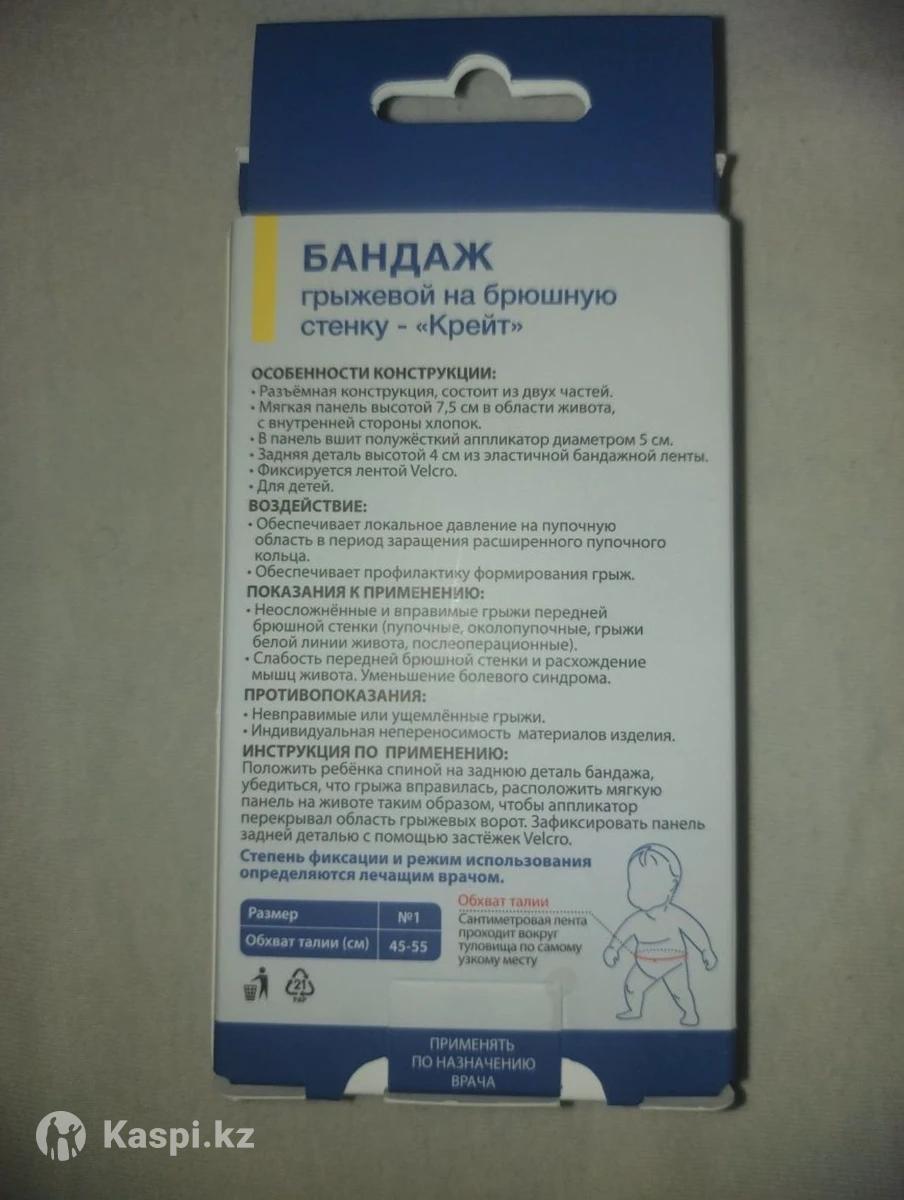 БАНДАЖ
грыжевой на брюшную
стенку - «Крейт»
ОСОБЕННОСТИ КОНСТРУКЦИИ:
• Разъёмная конструкция, состоит из двух частей.
• Мягкая панель высотой 7,5 см в области живота,
с внутренней стороны хлопок.
• В панель вшит полужёсткий аппликатор диаметром 5 см.
• Задняя деталь высотой 4 см из эластичной бандажной ленты.
• Фиксируется лентой Velcro.
• Для детей.
ВОЗДЕЙСТВИЕ:
• Обеспечивает локальное давление на пупочную
область в период заращения расширенного пупочного
кольца.
• Обеспечивает профилактику формирования грыж.
ПОКАЗАНИЯ К ПРИМЕНЕНИЮ:
• Неосложнённые и вправимые грыжи передней
брюшной стенки (пупочные, околопупочные, грыжи
белой линии живота, послеоперационные).
• Слабость передней брюшной стенки и расхождение
мышц живота. Уменьшение болевого синдрома.
ПРОТИВОПОКАЗАНИЯ:
• Невправимые или ущемлённые грыжи.
• Индивидуальная непереносимость материалов изделия.
ИНСТРУКЦИЯ ПО ПРИМЕНЕНИЮ:
Положить ребёнка спиной на заднюю деталь бандажа,
убедиться, что грыжа вправилась, расположить мягкую
панель на животе таким образом, чтобы аппликатор
перекрывал область грыжевых ворот. Зафиксировать панель
задней деталью с помощью застёжек Velcro.
Степень фиксации и режим использования
определяются лечащим врачом.
Размер №1
Обхват талии (см) 45-55
Обхват талии
Сантиметровая лента
проходит вокруг
туловища по самому
узкому месту
21
PAP
ПРИМЕНЯТЬ
ПО НАЗНАЧЕНИЮ
ВРАЧА
Kaspi.kz